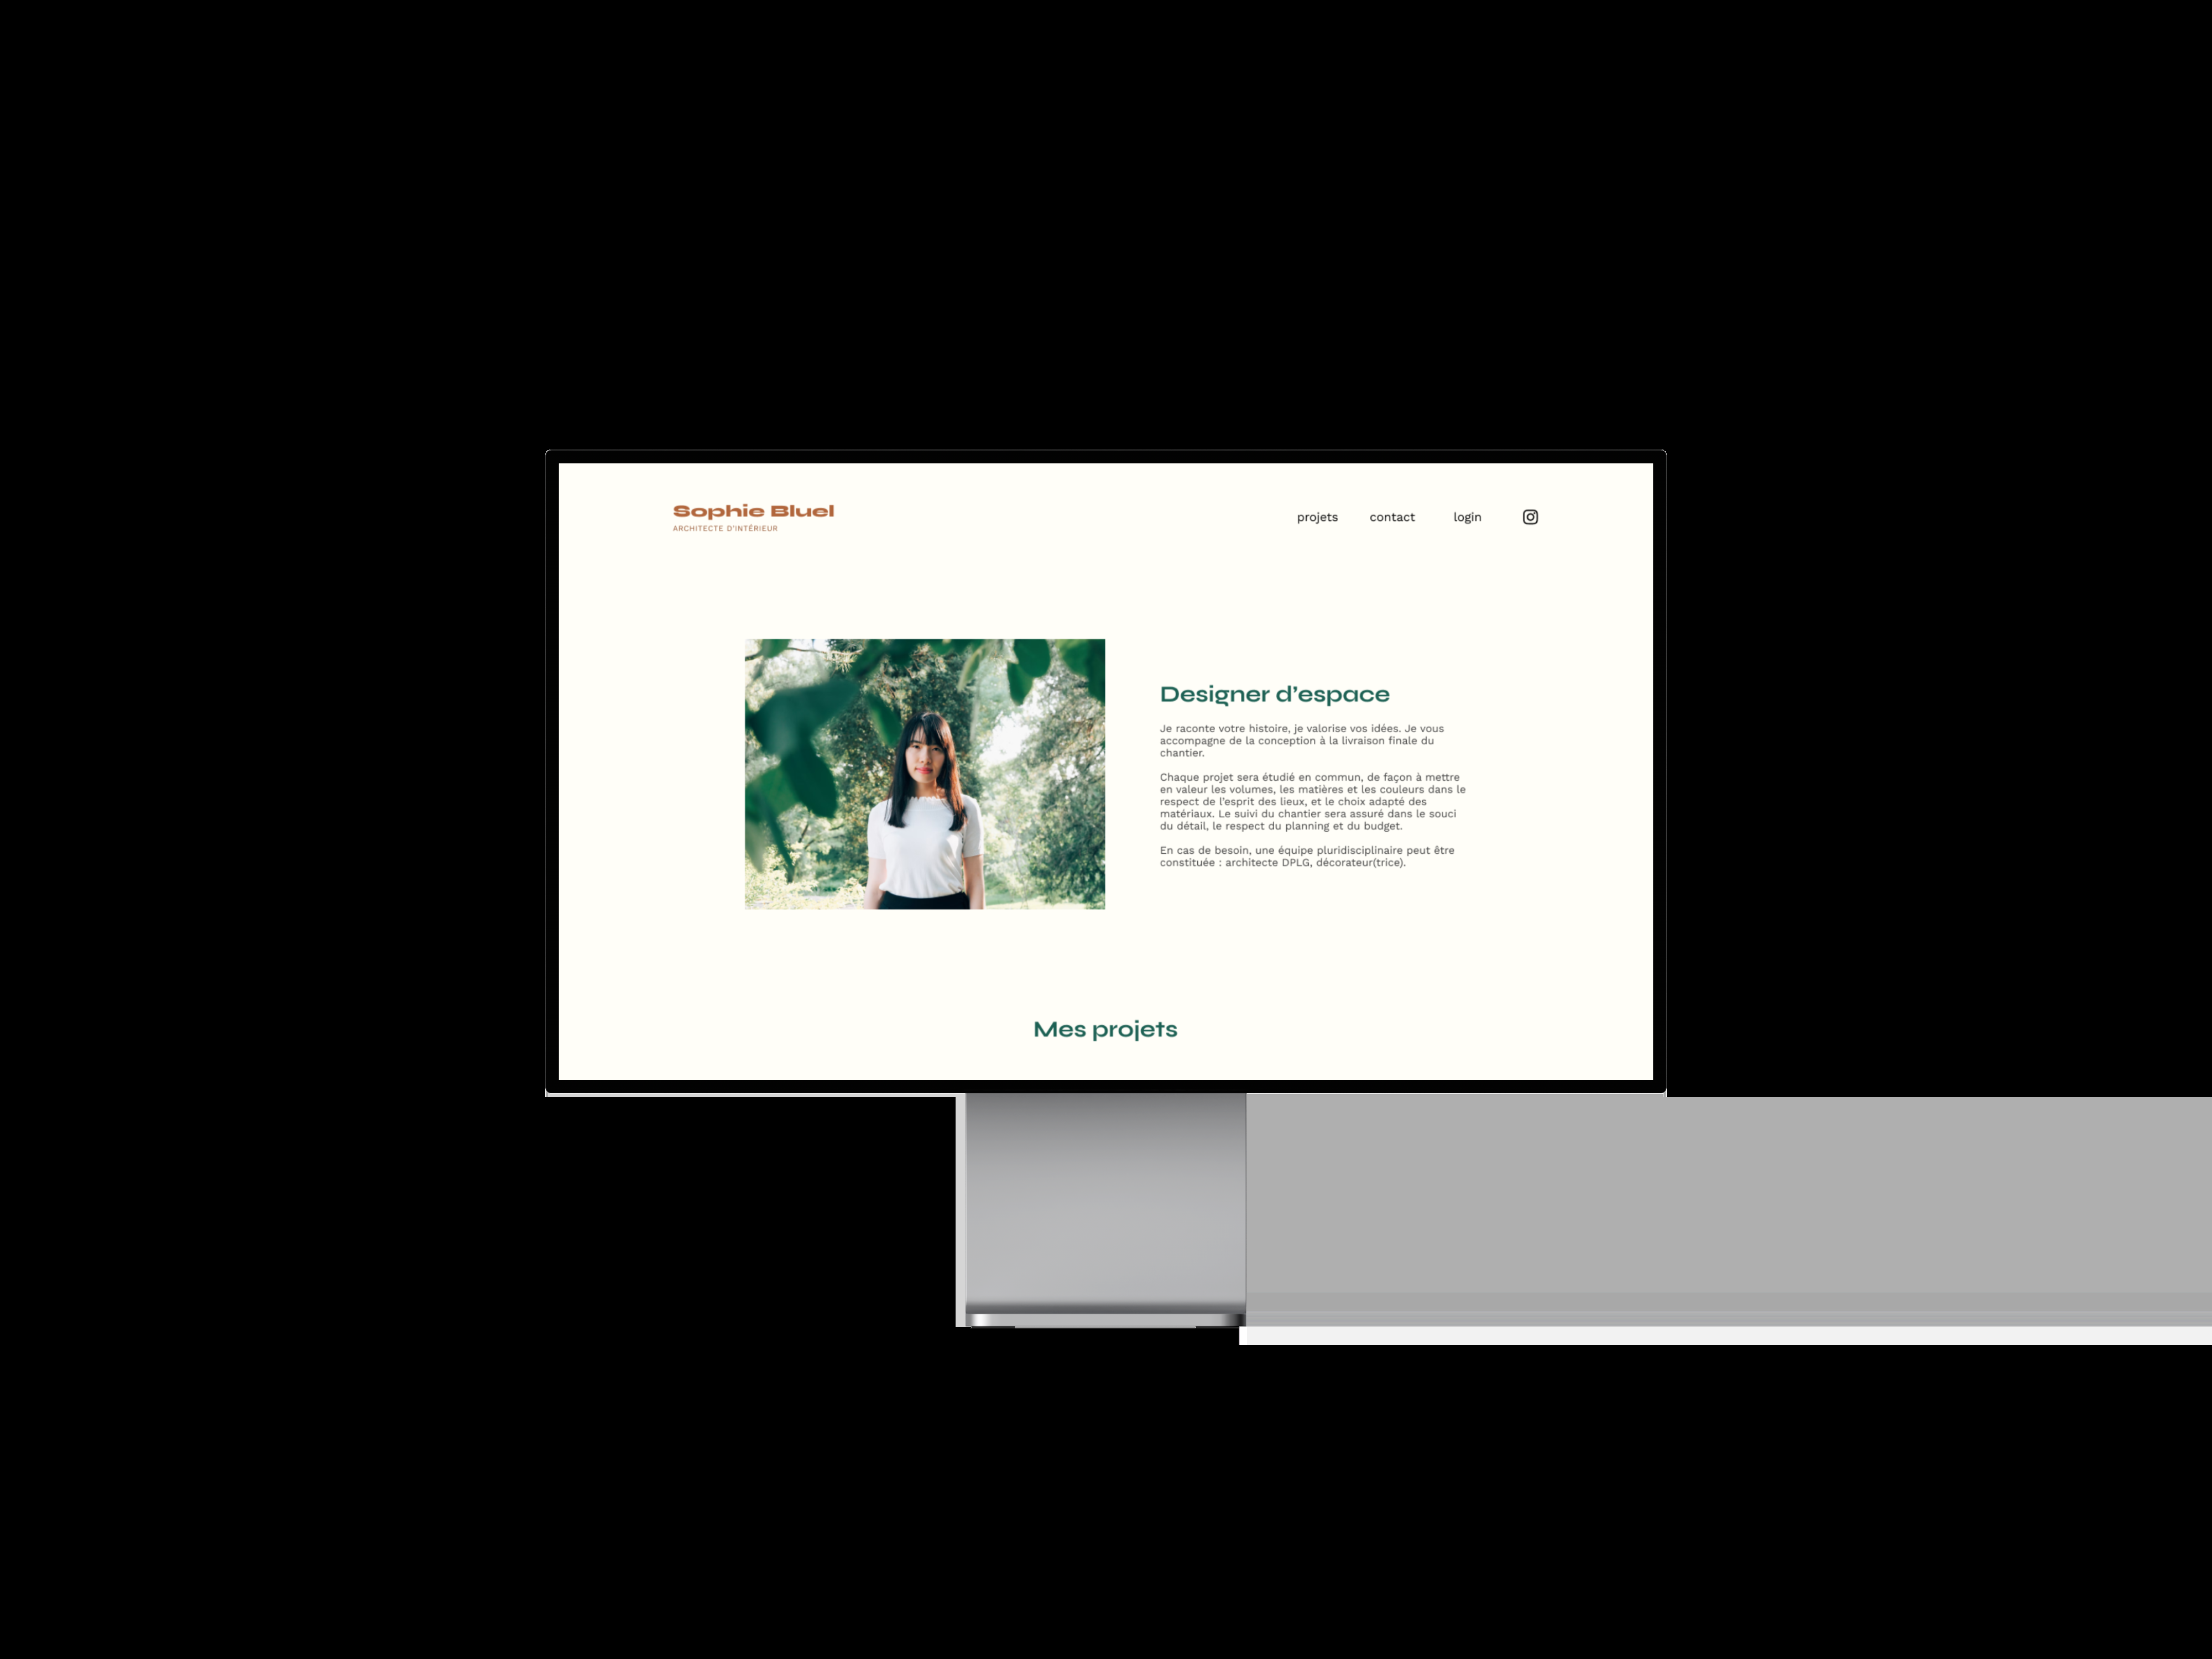 Sophie Bluel
ARCHITECTE D'INTÉRIEUR
projets contact login
Designer d’espace
Je raconte votre histoire, je valorise vos idées. Je vous
accompagne de la conception à la livraison finale du
chantier.
Chaque projet sera étudié en commun, de façon à mettre
en valeur les volumes, les matières et les couleurs dans le
respect de l’esprit des lieux, et le choix adapté des
matériaux. Le suivi du chantier sera assuré dans le souci
du détail, le respect du planning et du budget.
En cas de besoin, une équipe pluridisciplinaire peut être
constituée : architecte DPLG, décorateur(trice).
Mes projets